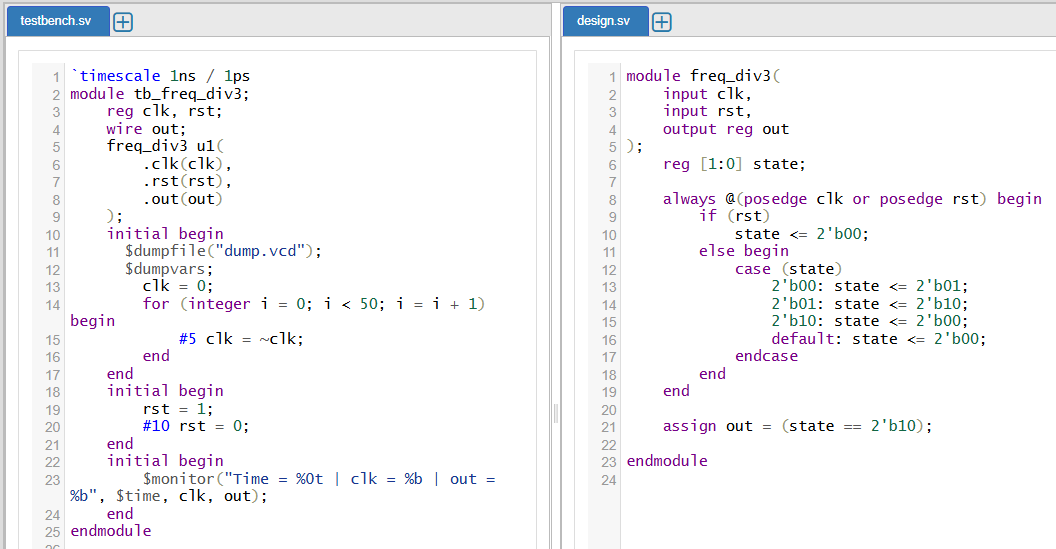 testbench.sv
1 `timescale 1ns / 1ps
2 module tb_freq_div3;
3     reg clk, rst;
4     wire out;
5     freq_div3 u1(
6         .clk(clk),
7         .rst(rst),
8         .out(out)
9     );
10     initial begin
11       $dumpfile("dump.vcd");
12       $dumpvars;
13         clk = 0;
14         for (integer i = 0; i < 50; i = i + 1)
begin
15             #5 clk = ~clk;
16         end
17     end
18     initial begin
19         rst = 1;
20         #10 rst = 0;
21     end
22     initial begin
23         $monitor("Time = %0t | clk = %b | out =
%b", $time, clk, out);
24     end
25 endmodule
26
design.sv
1 module freq_div3(
2     input clk,
3     input rst,
4     output reg out
5 );
6     reg [1:0] state;
7
8     always @(posedge clk or posedge rst) begin
9         if (rst)
10             state <= 2'b00;
11         else begin
12             case (state)
13                 2'b00: state <= 2'b01;
14                 2'b01: state <= 2'b10;
15                 2'b10: state <= 2'b00;
16                 default: state <= 2'b00;
17             endcase
18         end
19     end
20
21     assign out = (state == 2'b10);
22
23 endmodule
24